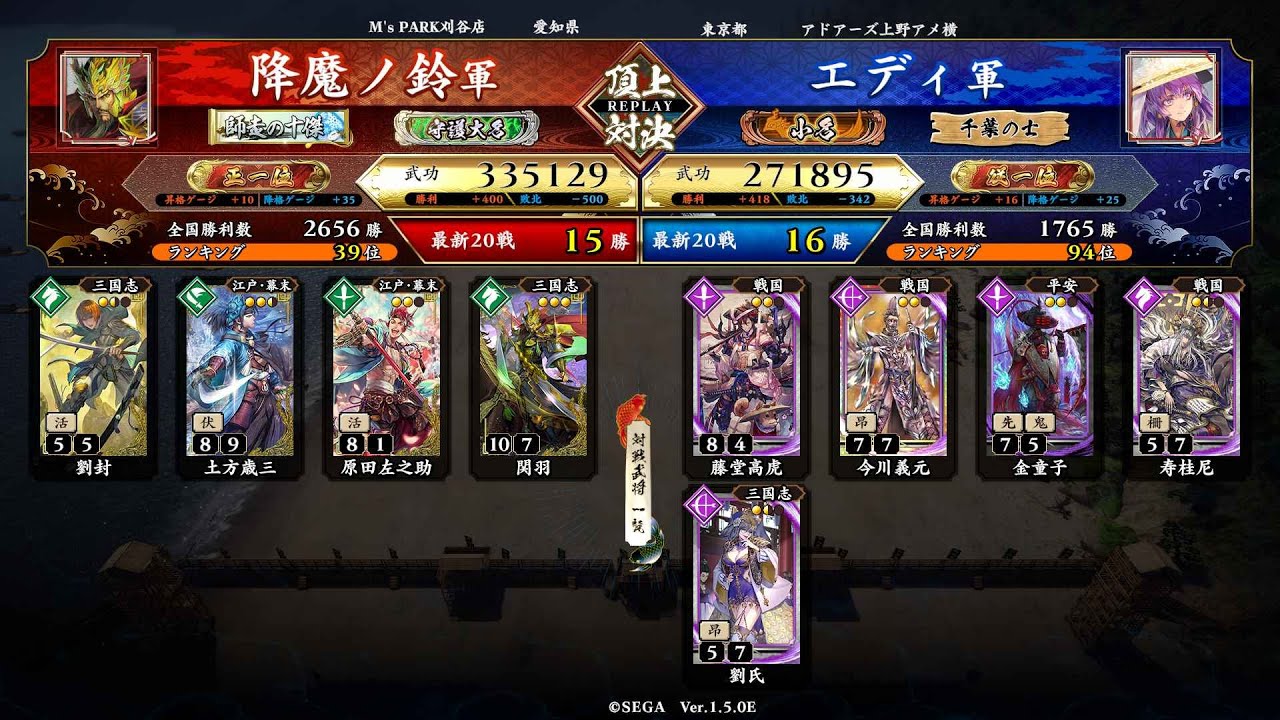 M's PARK刈谷店 愛知県
東京都 アドアーズ上野アメ横
降魔ノ鈴軍
頂上
REPLAY
対決
エディ軍
師走の十傑 守護大名
小名 千葉の士
正一位
武功 335129
武功 271895
従一位
昇格ゲージ +10 降格ゲージ +35
勝利 +400 敗北 -500
勝利 +418 敗北 -342
昇格ゲージ +16 降格ゲージ +25
全国勝利数 2656 勝
ランキング 39位
最新20戦 15 勝
最新20戦 16 勝
全国勝利数 1765 勝
ランキング 94位
三国志
活
5 5
劉封
江戸・幕末
伏
8 9
土方歳三
江戸・幕末
活
8 1
原田左之助
三国志
10 7
関羽
対戦武将一覧
戦国
8 4
藤堂高虎
戦国
昂
7 7
今川義元
平安
先 鬼
7 5
金童子
戦国
柵
5 7
寿桂尼
三国志
昂
5 7
劉氏
©SEGA Ver.1.5.0E